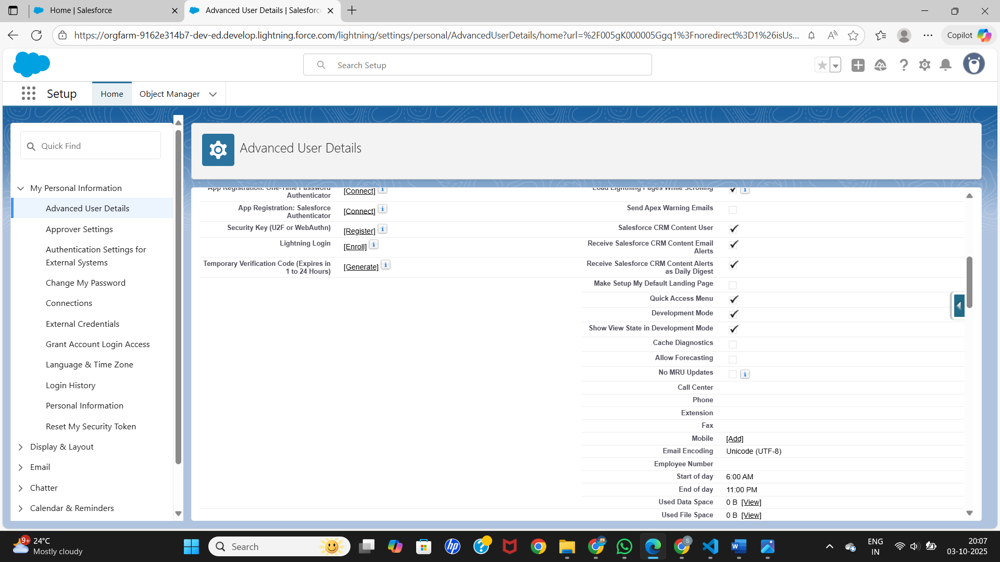 Home | Salesforce
Advanced User Details | Salesforce
https://orgfarm-9162e314b7-dev-ed.develop.lightning.force.com/lightning/settings/personal/AdvancedUserDetails/home?url=%2F005gK000005Ggq1%3Fnoredirect%3D1%26isUs...
Copilot
Search Setup
Setup
Home
Object Manager
Quick Find
My Personal Information
Advanced User Details
Approver Settings
Authentication Settings for
External Systems
Change My Password
Connections
External Credentials
Grant Account Login Access
Language & Time Zone
Login History
Personal Information
Reset My Security Token
Display & Layout
Email
Chatter
Calendar & Reminders
Advanced User Details
App Registration: One-Time Password
Authenticator [Connect]
App Registration: Salesforce
Authenticator [Connect]
Security Key (U2F or WebAuthn) [Register]
Lightning Login [Enroll]
Temporary Verification Code (Expires in
1 to 24 Hours) [Generate]
Load Lightning Pages While Scrolling
Send Apex Warning Emails
Salesforce CRM Content User
Receive Salesforce CRM Content Email
Alerts
Receive Salesforce CRM Content Alerts
as Daily Digest
Make Setup My Default Landing Page
Quick Access Menu
Development Mode
Show View State in Development Mode
Cache Diagnostics
Allow Forecasting
No MRU Updates
Call Center
Phone
Extension
Fax
Mobile [Add]
Email Encoding Unicode (UTF-8)
Employee Number
Start of day 6:00 AM
End of day 11:00 PM
Used Data Space 0 B [View]
Used File Space 0 B [View]
9+
24°C
Mostly cloudy
Search
ENG
IN
20:07
03-10-2025